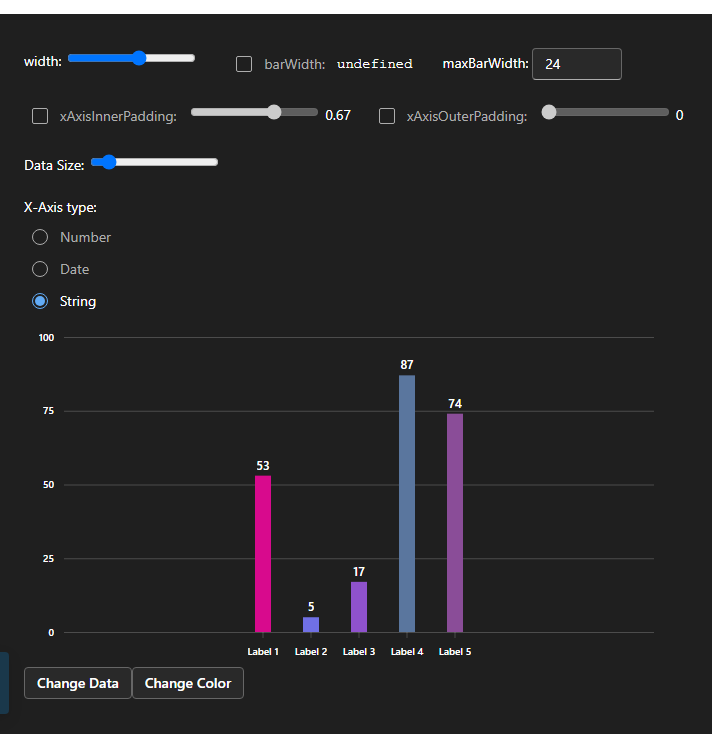 width: barWidth: undefined maxBarWidth: 24
xAxisInnerPadding: 0.67 xAxisOuterPadding: 0
Data Size:
X-Axis type:
Number
Date
String
100
87
75
74
53
50
25
17
5
0
Label 1 Label 2 Label 3 Label 4 Label 5
Change Data Change Color